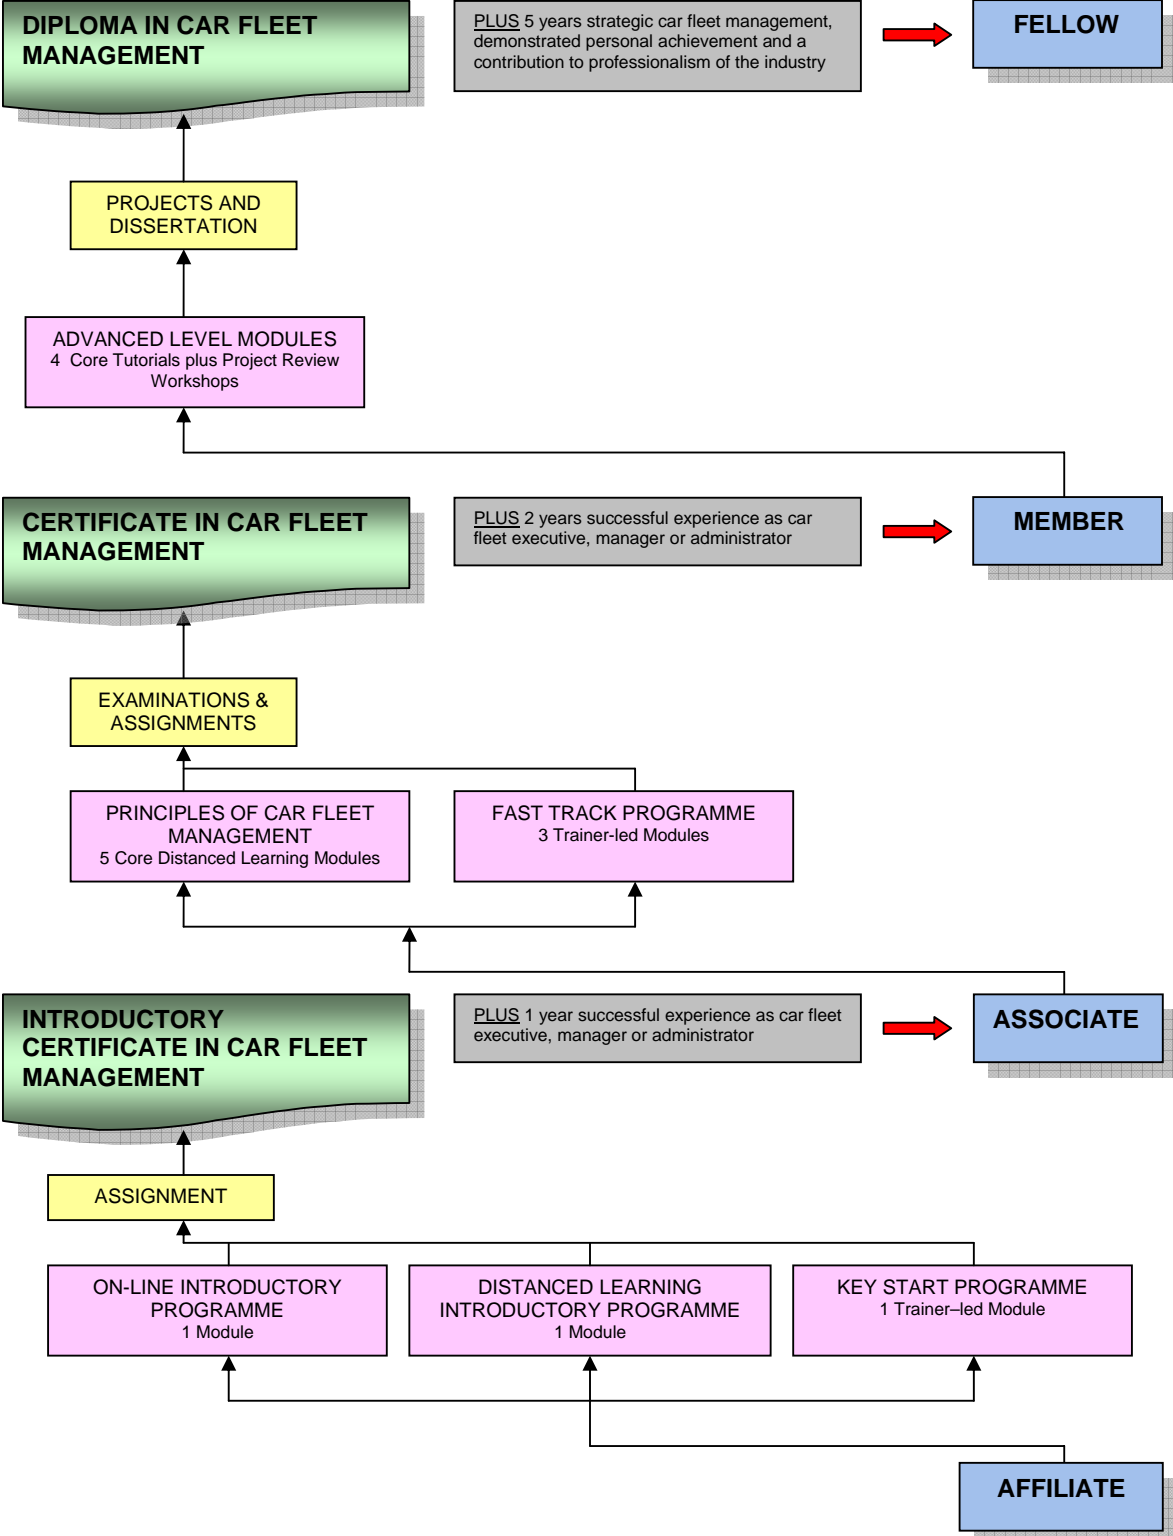 DIPLOMA IN CAR FLEET
MANAGEMENT
PLUS 5 years strategic car fleet management,
demonstrated personal achievement and a
contribution to professionalism of the industry
FELLOW
PROJECTS AND
DISSERTATION
ADVANCED LEVEL MODULES
4 Core Tutorials plus Project Review
Workshops
CERTIFICATE IN CAR FLEET
MANAGEMENT
PLUS 2 years successful experience as car
fleet executive, manager or administrator
MEMBER
EXAMINATIONS &
ASSIGNMENTS
PRINCIPLES OF CAR FLEET
MANAGEMENT
5 Core Distanced Learning Modules
FAST TRACK PROGRAMME
3 Trainer-led Modules
INTRODUCTORY
CERTIFICATE IN CAR FLEET
MANAGEMENT
PLUS 1 year successful experience as car fleet
executive, manager or administrator
ASSOCIATE
ASSIGNMENT
ON-LINE INTRODUCTORY
PROGRAMME
1 Module
DISTANCED LEARNING
INTRODUCTORY PROGRAMME
1 Module
KEY START PROGRAMME
1 Trainer–led Module
AFFILIATE